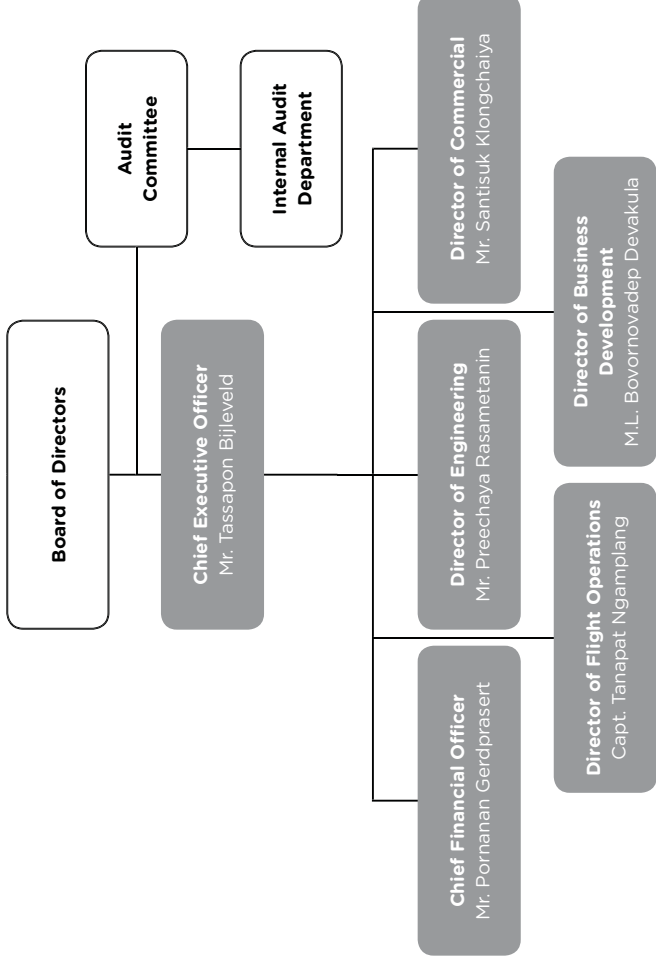 Board of Directors
Audit
Committee
Internal Audit
Department
Chief Executive Officer
Mr. Tassapon Bijleveld
Chief Financial Officer
Mr. Pornanan Gerdprasert
Director of Engineering
Mr. Preechaya Rasametanin
Director of Commercial
Mr. Santisuk Klongchaiya
Director of Flight Operations
Capt. Tanapat Ngamplang
Director of Business
Development
M.L. Bovornovadep Devakula